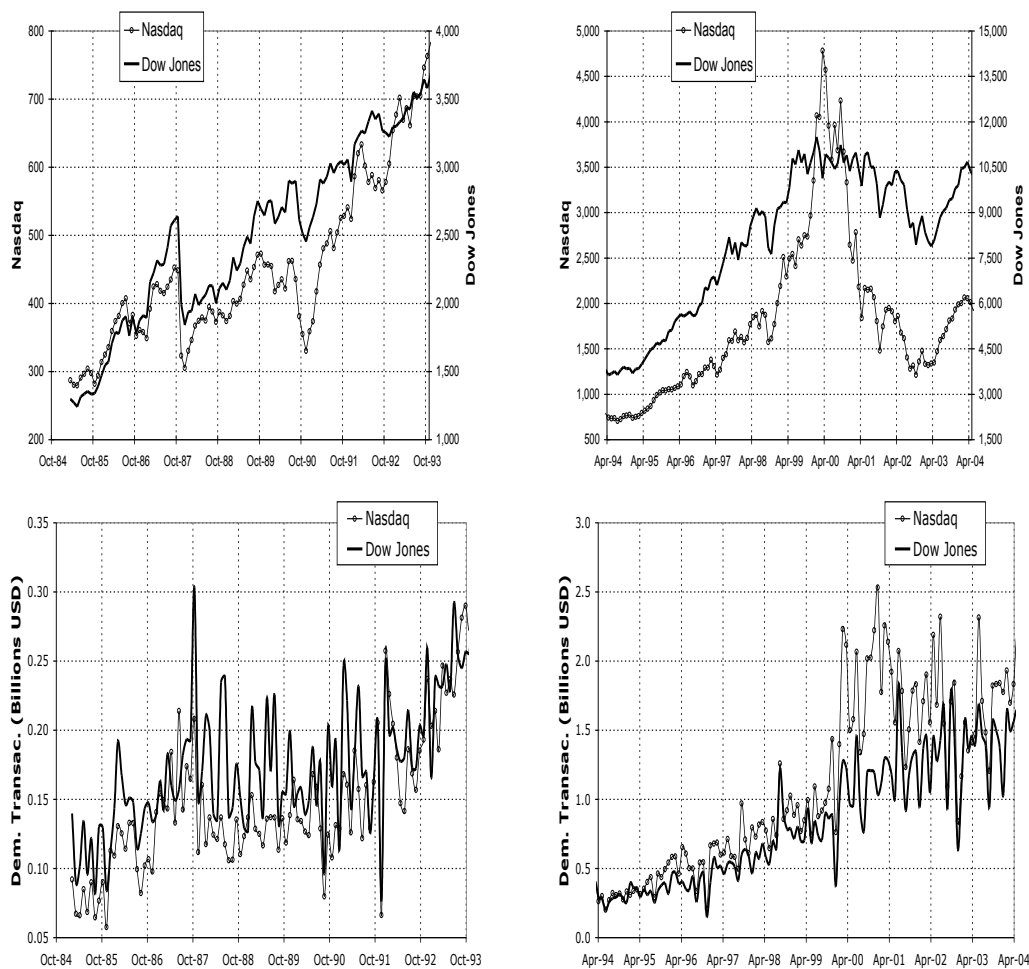 800
700
600
500
400
300
200
Nasdaq
Nasdaq
Dow Jones
4,000
3,500
3,000
2,500
2,000
1,500
1,000
Dow Jones
Oct-84 Oct-85 Oct-86 Oct-87 Oct-88 Oct-89 Oct-90 Oct-91 Oct-92 Oct-93
5,000
4,500
4,000
3,500
3,000
2,500
2,000
1,500
1,000
500
Nasdaq
Nasdaq
Dow Jones
15,000
13,500
12,000
10,500
9,000
7,500
6,000
4,500
3,000
1,500
Dow Jones
Apr-94 Apr-95 Apr-96 Apr-97 Apr-98 Apr-99 Apr-00 Apr-01 Apr-02 Apr-03 Apr-04
0.35
0.30
0.25
0.20
0.15
0.10
0.05
Dem. Transac. (Billions USD)
Nasdaq
Dow Jones
Oct-84 Oct-85 Oct-86 Oct-87 Oct-88 Oct-89 Oct-90 Oct-91 Oct-92 Oct-93
3.0
2.5
2.0
1.5
1.0
0.5
0.0
Dem. Transac. (Billions USD)
Nasdaq
Dow Jones
Apr-94 Apr-95 Apr-96 Apr-97 Apr-98 Apr-99 Apr-00 Apr-01 Apr-02 Apr-03 Apr-04